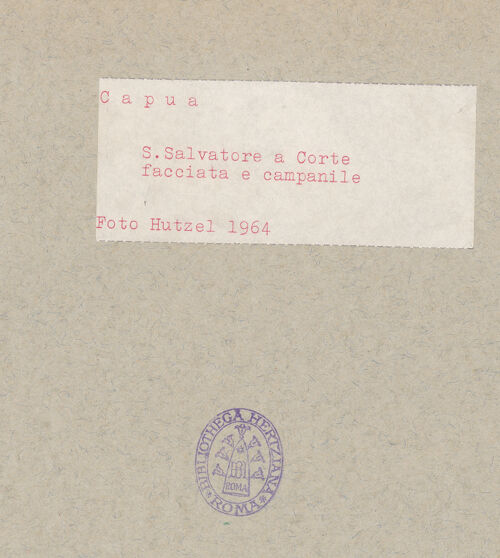 C a p u a
S.Salvatore a Corte
facciata e campanile
Foto Hutzel 1964
BIBLIOTHECA HERTZIANA
ROMA
* ROMA *